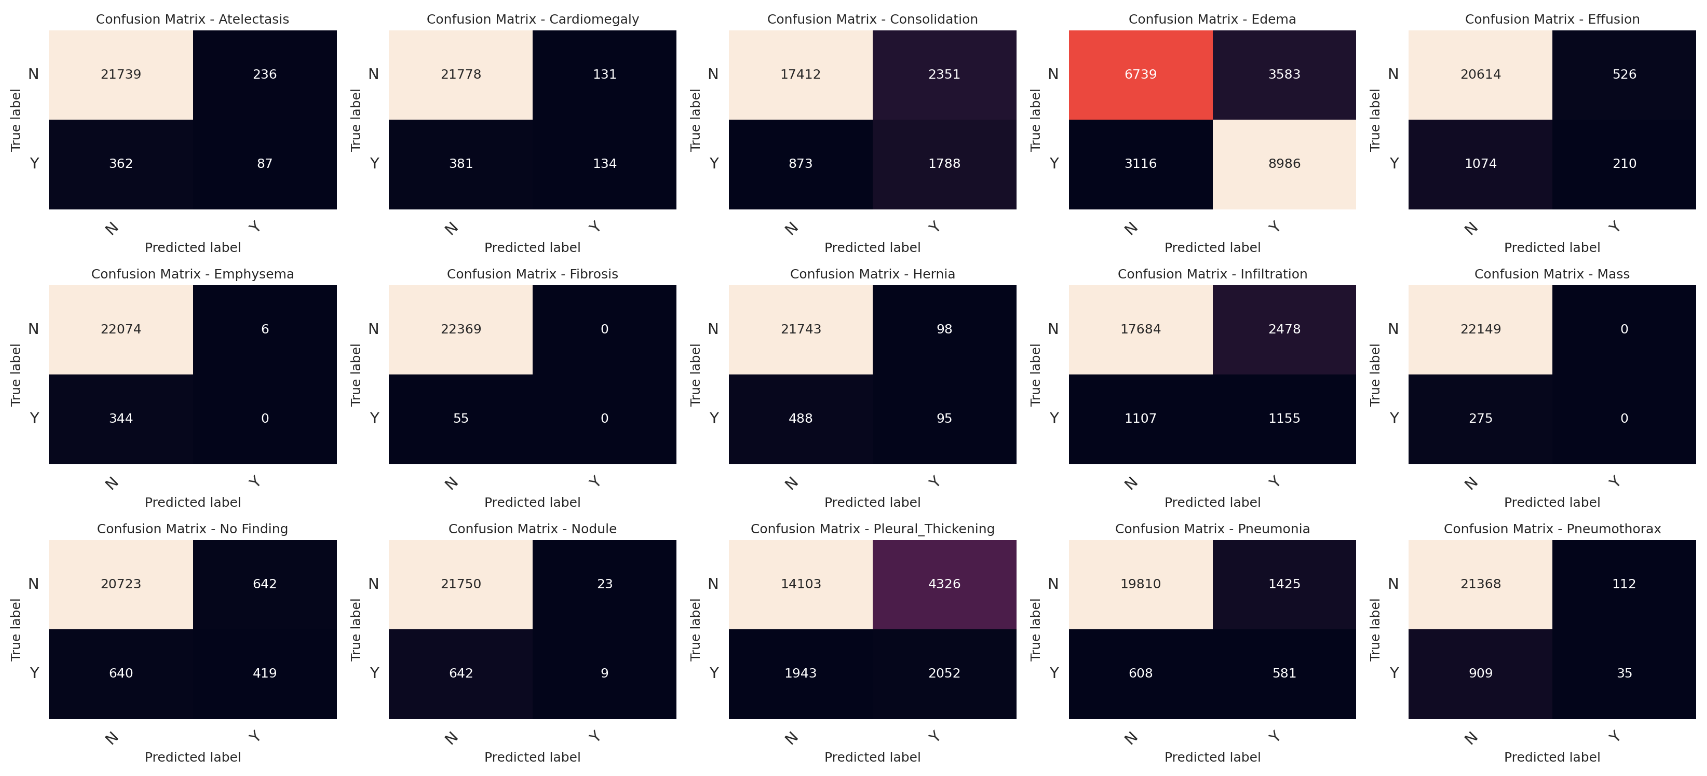 Confusion Matrix - Atelectasis
N 21739 236
Y 362 87
True label
N Y
Predicted label
Confusion Matrix - Cardiomegaly
N 21778 131
Y 381 134
True label
N Y
Predicted label
Confusion Matrix - Consolidation
N 17412 2351
Y 873 1788
True label
N Y
Predicted label
Confusion Matrix - Edema
N 6739 3583
Y 3116 8986
True label
N Y
Predicted label
Confusion Matrix - Effusion
N 20614 526
Y 1074 210
True label
N Y
Predicted label
Confusion Matrix - Emphysema
N 22074 6
Y 344 0
True label
N Y
Predicted label
Confusion Matrix - Fibrosis
N 22369 0
Y 55 0
True label
N Y
Predicted label
Confusion Matrix - Hernia
N 21743 98
Y 488 95
True label
N Y
Predicted label
Confusion Matrix - Infiltration
N 17684 2478
Y 1107 1155
True label
N Y
Predicted label
Confusion Matrix - Mass
N 22149 0
Y 275 0
True label
N Y
Predicted label
Confusion Matrix - No Finding
N 20723 642
Y 640 419
True label
N Y
Predicted label
Confusion Matrix - Nodule
N 21750 23
Y 642 9
True label
N Y
Predicted label
Confusion Matrix - Pleural_Thickening
N 14103 4326
Y 1943 2052
True label
N Y
Predicted label
Confusion Matrix - Pneumonia
N 19810 1425
Y 608 581
True label
N Y
Predicted label
Confusion Matrix - Pneumothorax
N 21368 112
Y 909 35
True label
N Y
Predicted label